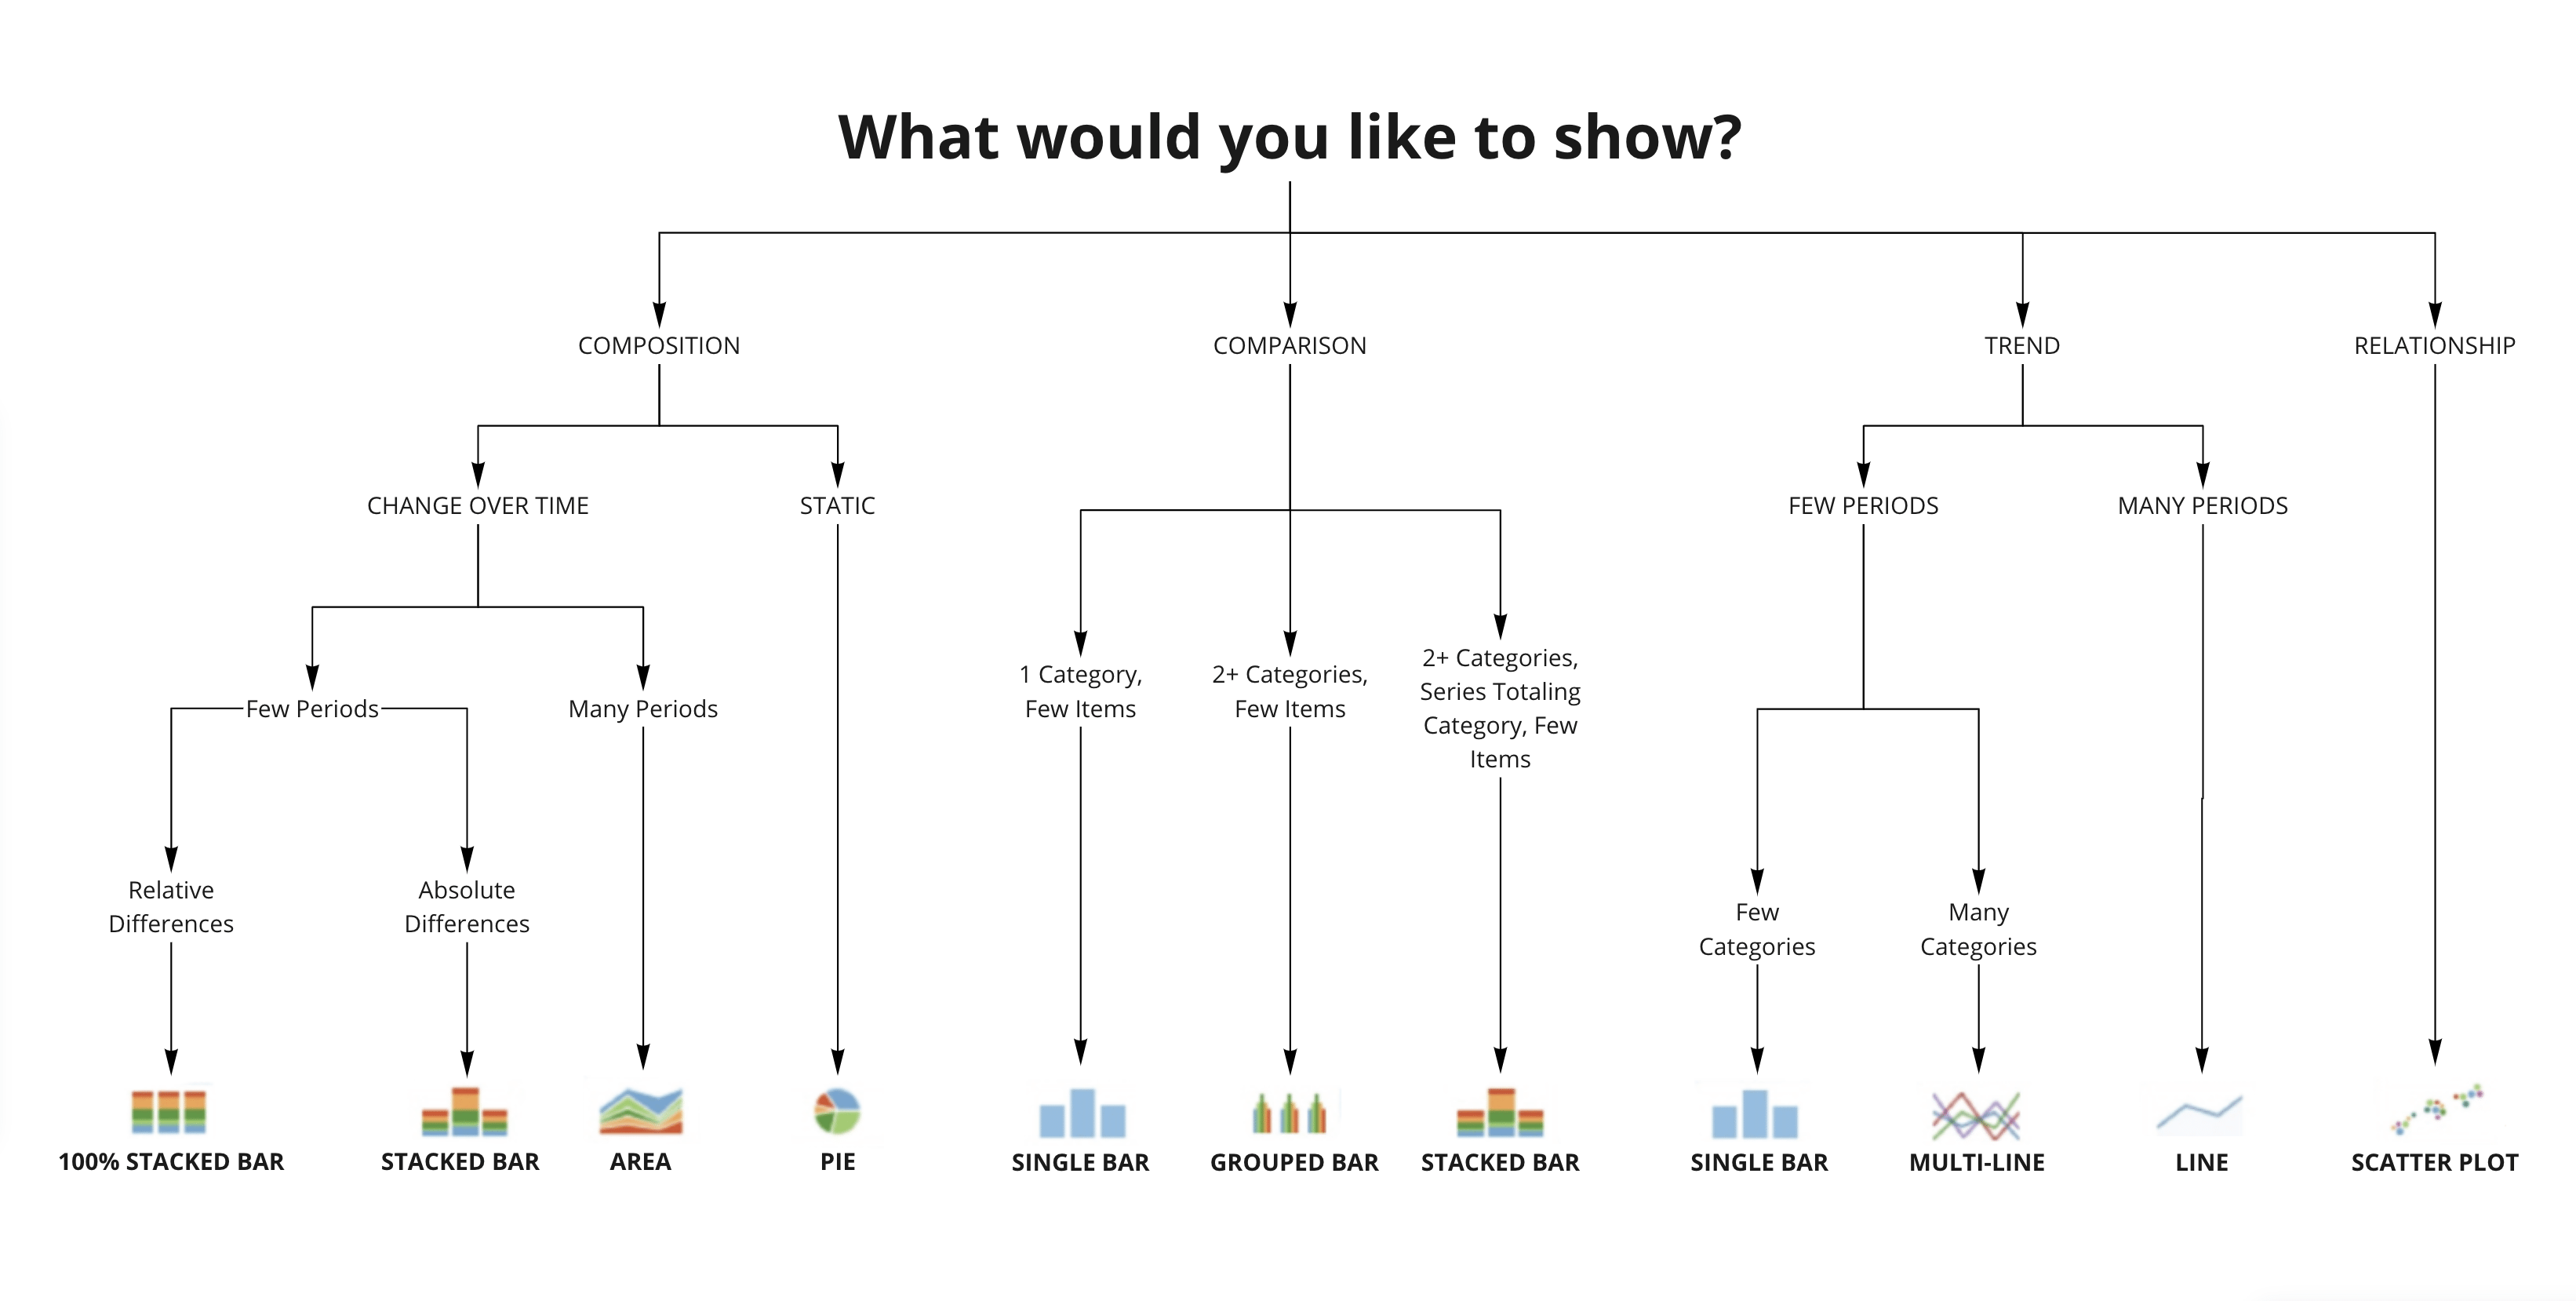 What would you like to show?
COMPOSITION
COMPARISON
TREND
RELATIONSHIP
CHANGE OVER TIME
STATIC
FEW PERIODS
MANY PERIODS
Few Periods
Many Periods
1 Category,
Few Items
2+ Categories,
Few Items
2+ Categories,
Series Totaling
Category, Few
Items
Relative
Differences
Absolute
Differences
Few
Categories
Many
Categories
100% STACKED BAR
STACKED BAR
AREA
PIE
SINGLE BAR
GROUPED BAR
STACKED BAR
SINGLE BAR
MULTI-LINE
LINE
SCATTER PLOT